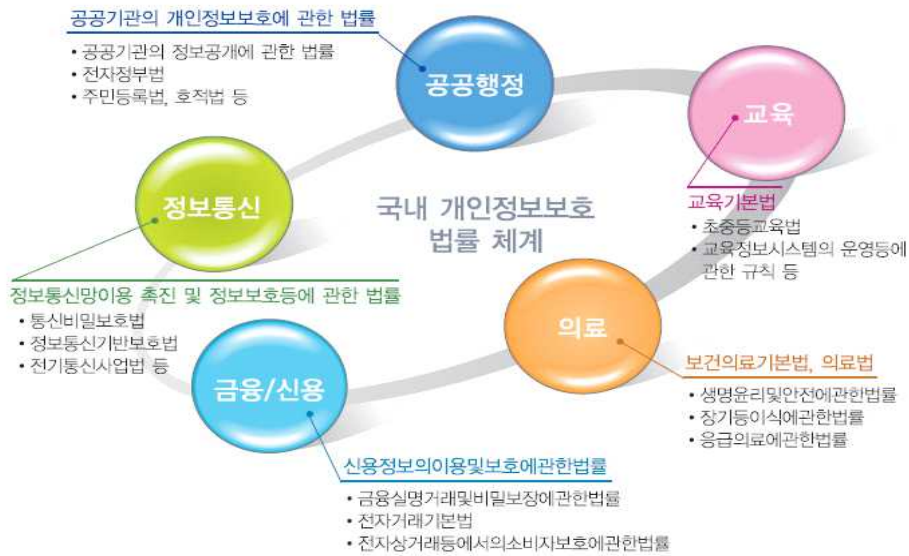 공공기관의 개인정보보호에 관한 법률
• 공공기관의 정보공개에 관한 법률
• 전자정부법
• 주민등록법, 호적법 등
공공행정
교육
교육기본법
• 초중등교육법
• 교육정보시스템의 운영등에
관한 규칙 등
국내 개인정보보호
법률 체계
정보통신
정보통신망이용 촉진 및 정보보호등에 관한 법률
• 통신비밀보호법
• 정보통신기반보호법
• 전기통신사업법 등
의료
보건의료기본법, 의료법
• 생명윤리및안전에관한법률
• 장기등이식에관한법률
• 응급의료에관한법률
금융/신용
신용정보의이용및보호에관한법률
• 금융실명거래및비밀보장에관한법률
• 전자거래기본법
• 전자상거래등에서의소비자보호에관한법률